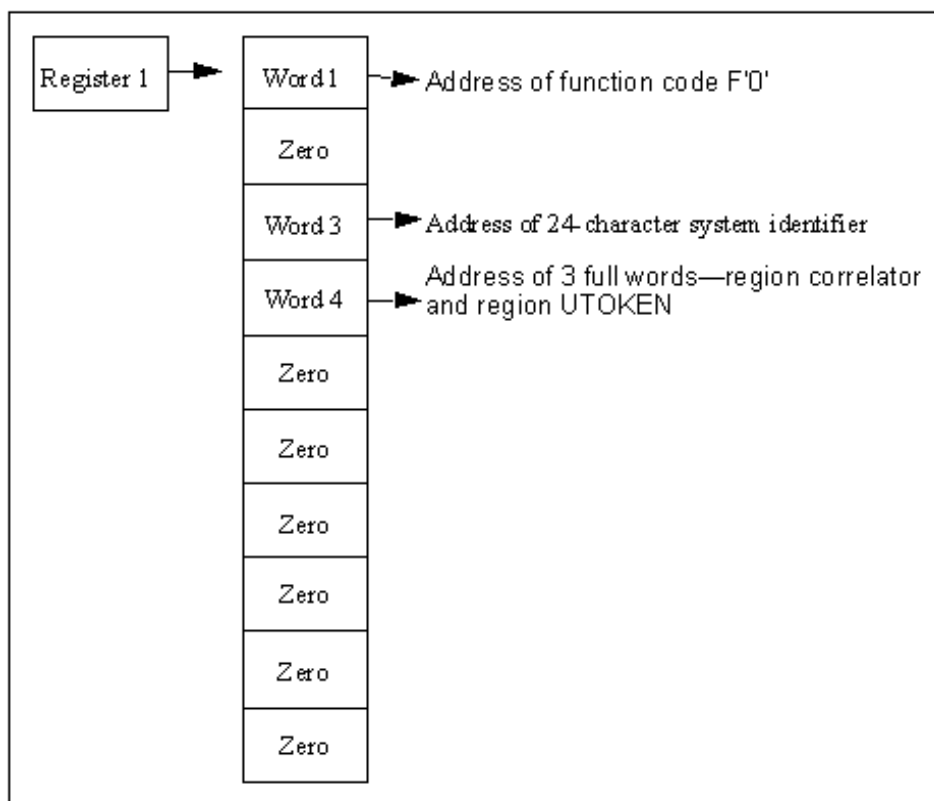 Register 1
Word 1
Address of function code F'0'
Zero
Word 3
Address of 24-character system identifier
Word 4
Address of 3 full words—region correlator
and region UTOKEN
Zero
Zero
Zero
Zero
Zero
Zero